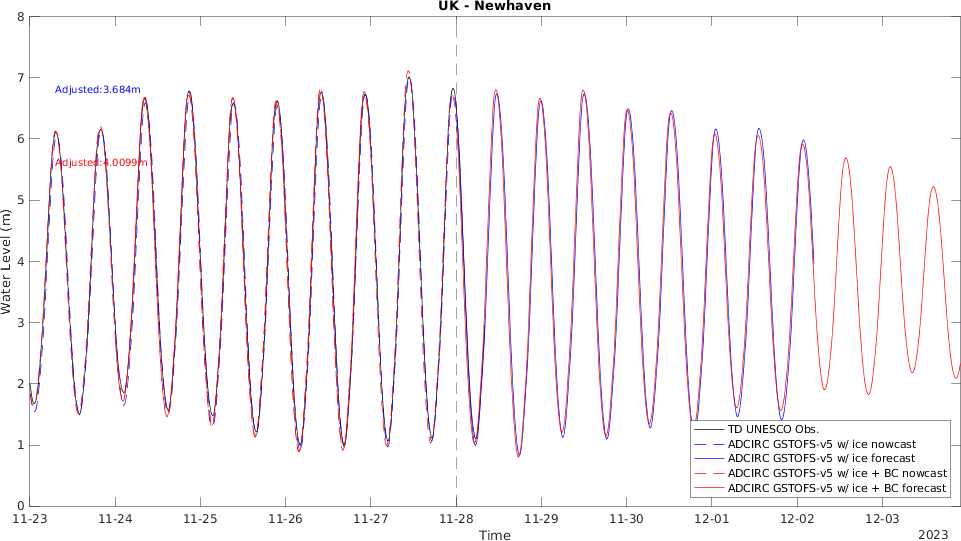 UK - Newhaven
8
7
6
5
4
3
2
1
0
Water Level (m)
Adjusted:3.684m
Adjusted:4.0099m
TD UNESCO Obs.
ADCIRC GSTOFS-v5 w/ ice nowcast
ADCIRC GSTOFS-v5 w/ ice forecast
ADCIRC GSTOFS-v5 w/ ice + BC nowcast
ADCIRC GSTOFS-v5 w/ ice + BC forecast
11-23 11-24 11-25 11-26 11-27 11-28 11-29 11-30 12-01 12-02 12-03
Time
2023